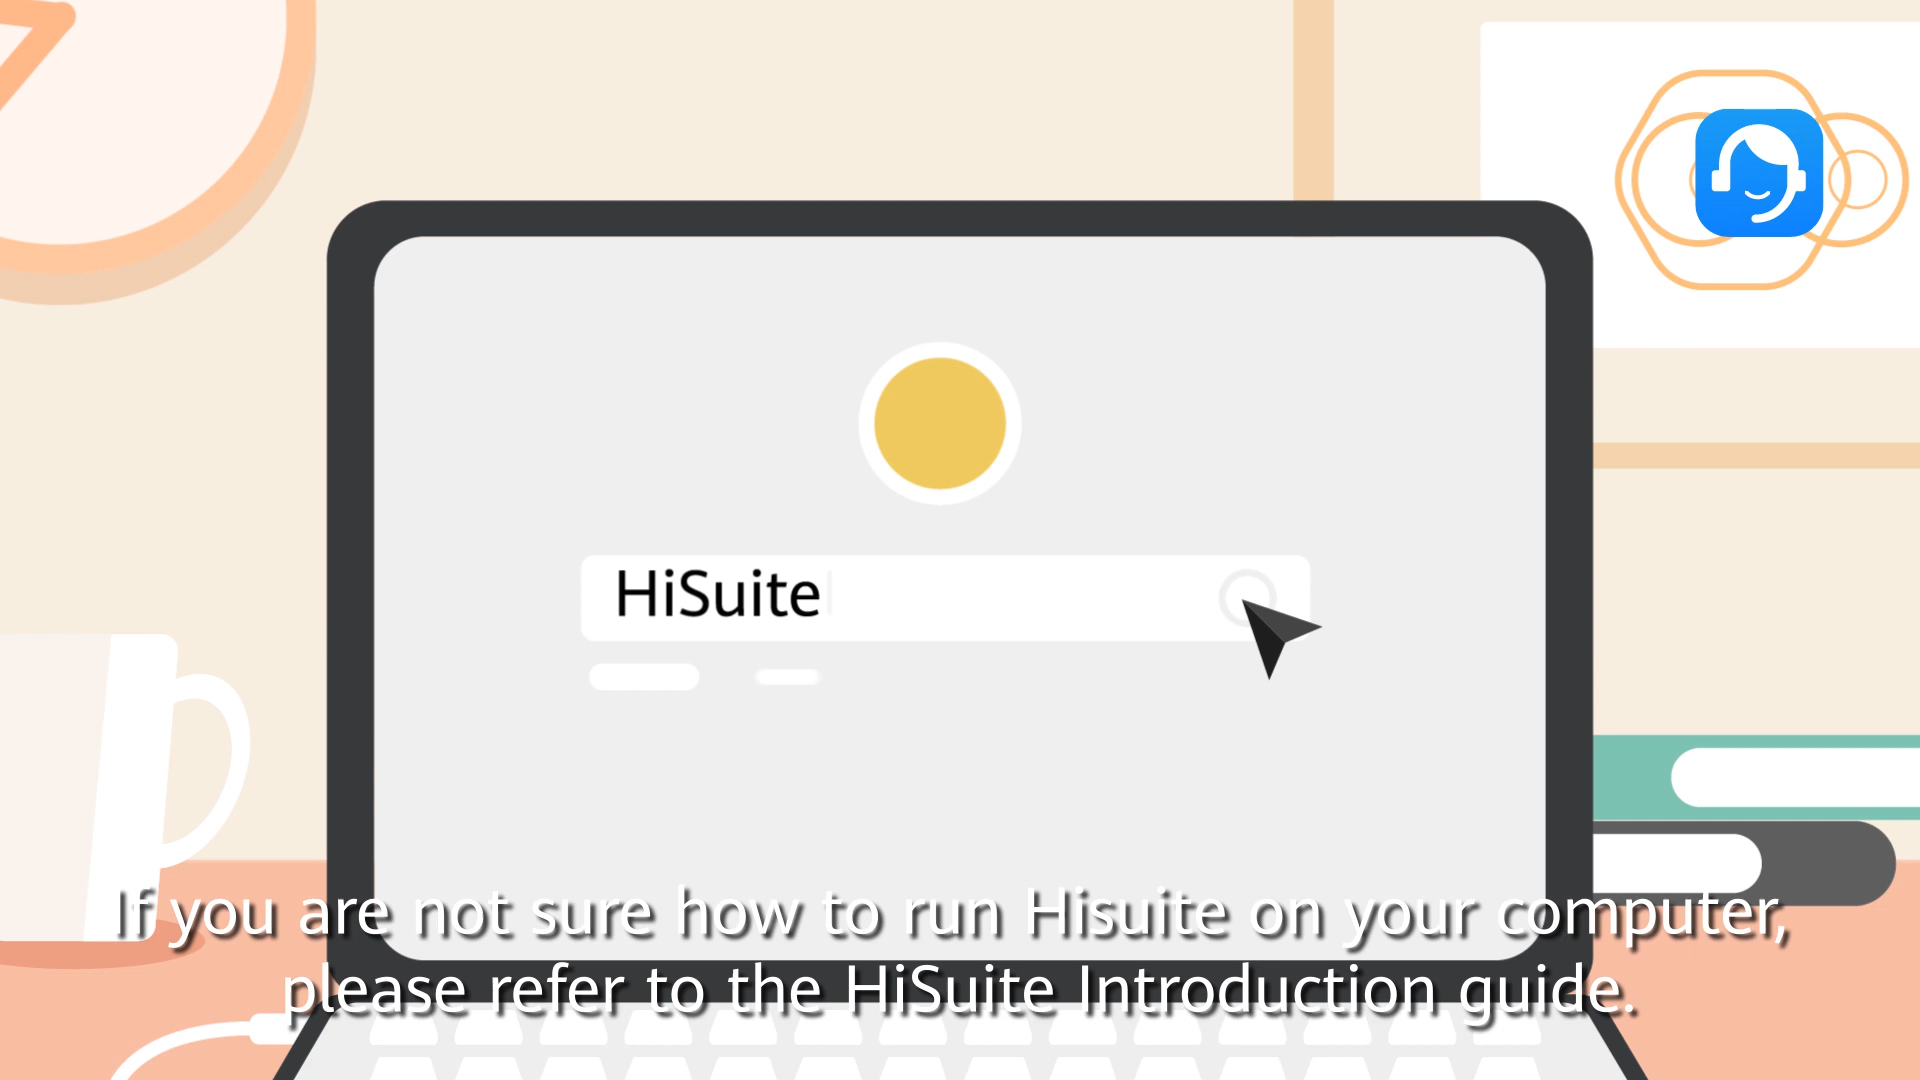 HiSuite
If you are not sure how to run Hisuite on your computer,
please refer to the HiSuite Introduction guide.